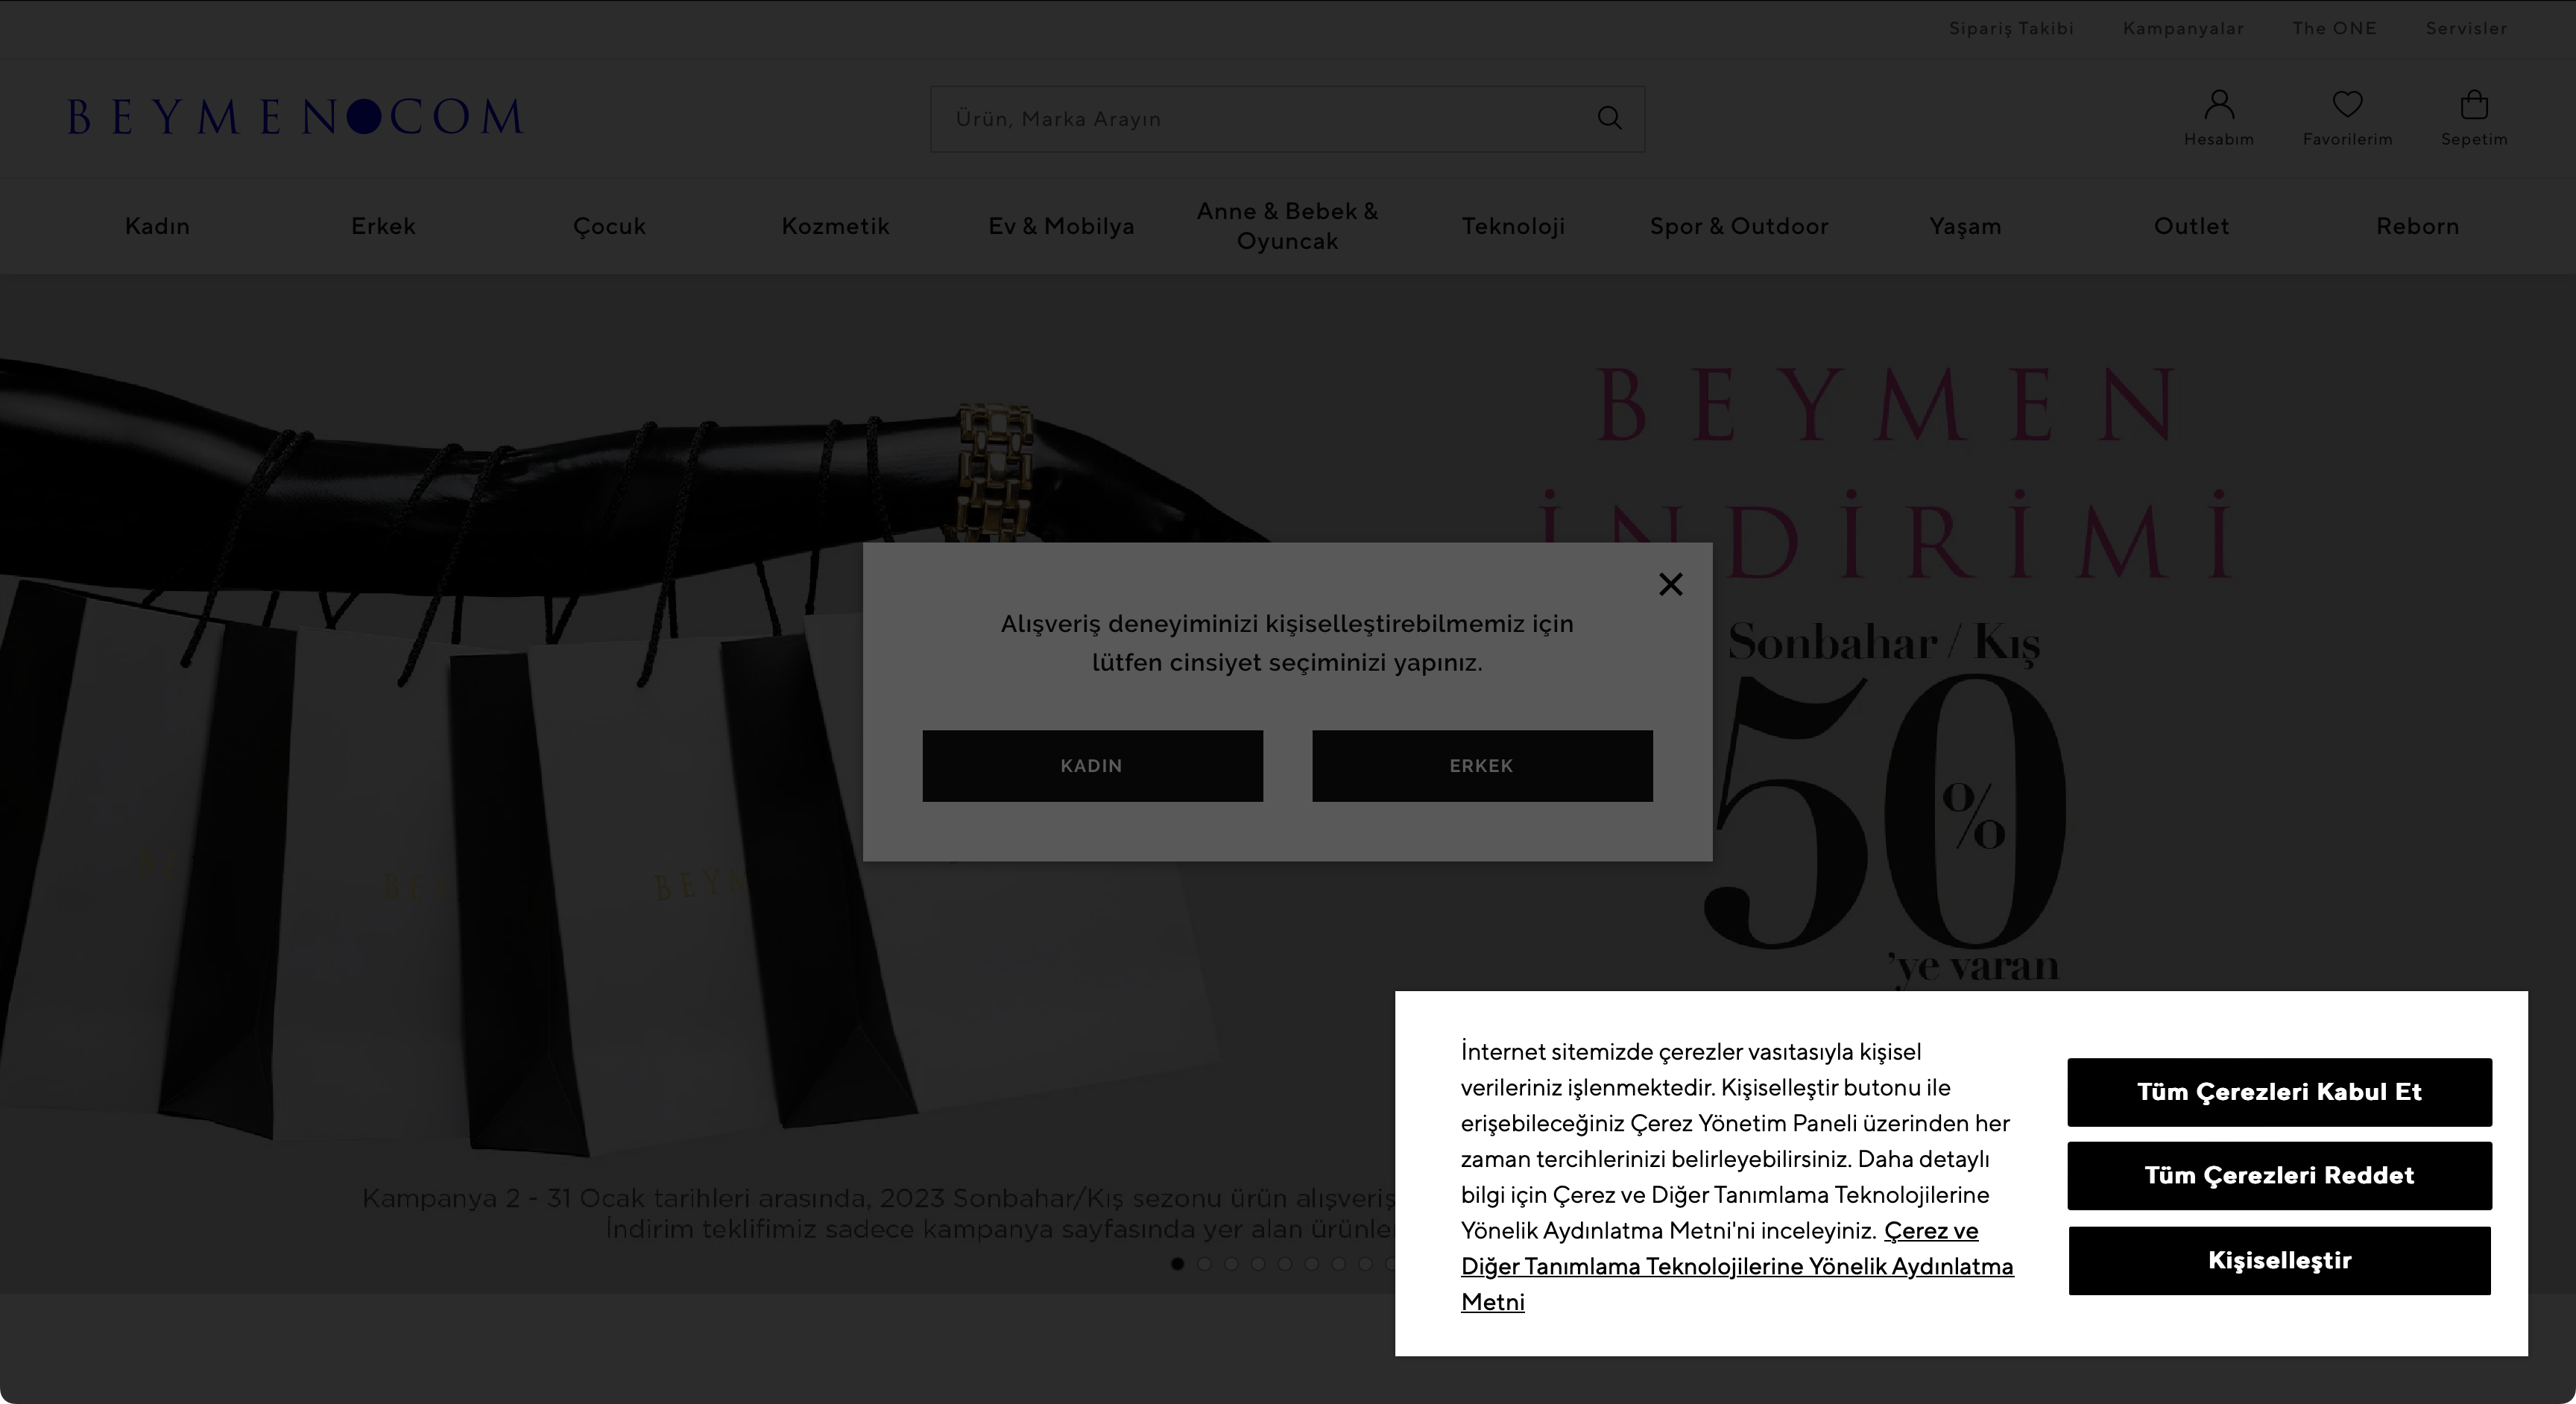 Sipariş Takibi Kampanyalar The ONE Servisler
BEYMEN●COM
Ürün, Marka Arayın
Hesabım Favorilerim Sepetim
Kadın Erkek Çocuk Kozmetik Ev & Mobilya Anne & Bebek & Oyuncak Teknoloji Spor & Outdoor Yaşam Outlet Reborn
BEYMEN
İNDİRİMİ
Sonbahar / Kış
%50
'ye varan
Alışveriş deneyiminizi kişiselleştirebilmemiz için
lütfen cinsiyet seçiminizi yapınız.
KADIN ERKEK
Kampanya 2 - 31 Ocak tarihleri arasında, 2023 Sonbahar/Kış sezonu ürün
İndirim teklifimiz sadece kampanya sayfasında yer alan
İnternet sitemizde çerezler vasıtasıyla kişisel
verileriniz işlenmektedir. Kişiselleştir butonu ile
erişebileceğiniz Çerez Yönetim Paneli üzerinden her
zaman tercihlerinizi belirleyebilirsiniz. Daha detaylı
bilgi için Çerez ve Diğer Tanımlama Teknolojilerine
Yönelik Aydınlatma Metni'ni inceleyiniz. Çerez ve
Diğer Tanımlama Teknolojilerine Yönelik Aydınlatma
Metni
Tüm Çerezleri Kabul Et
Tüm Çerezleri Reddet
Kişiselleştir